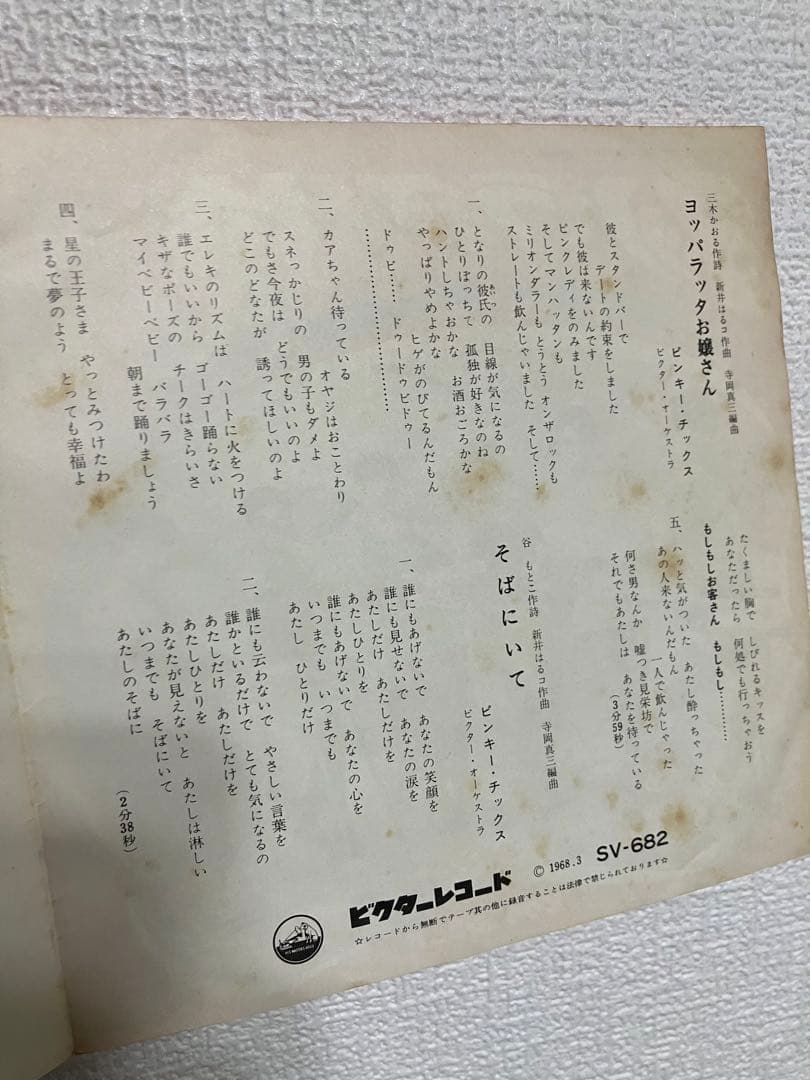 三木かおる作詩 新井はるコ作曲 寺岡真三編曲
ヨッパラッタお嬢さん
ピンキー・チックス
ビクター・オーケストラ
彼とスタンドバーで
デートの約束をしました
でも彼は来ないんです
ピンクレディをのみました
そしてマンハッタンも
ミリオンダラーも とうとう オンザロックも
ストレートも飲んじゃいました そして……
一、となりの彼氏(あいつ)の 目線が気になるの
ひとりぼっちで 孤独が好きなのね
ハントしちゃおかな お酒おごろかな
やっぱりやめよかな
ヒゲがのびてるんだもん
ドゥビ…… ドゥードゥビドゥー
………………………………
二、カアちゃん待っている
オヤジはおことわり
スネっかじりの 男の子もダメよ
でもさ今夜は どうでもいいのよ
どこのどなたが 誘ってほしいのよ
三、エレキのリズムは ハートに火をつける
誰でもいいから ゴーゴー踊らない
キザなポーズの チークはきらいさ
マイベビーベビー バラバラ
朝まで踊りましょう
四、星の王子さま やっとみつけたわ
まるで夢のよう とっても幸福よ
たくましい胸で しびれるキッスを
あなただったら 何処でも行っちゃおう
もしもしお客さん もしもし……
五、ハッと気がついた あたし酔っちゃった
あの人来ないんだもん
一人で飲んじゃった
何さ男なんか 嘘つき見栄坊で
それでもあたしは あなたを待っている
(3分59秒)
谷 もとこ作詩 新井はるコ作曲 寺岡真三編曲
そばにいて
ピンキー・チックス
ビクター・オーケストラ
一、誰にもあげないで あなたの笑顔を
誰にも見せないで あなたの涙を
あたしだけ あたしだけを
あたしひとりを
誰にもあげないで あなたの心を
いつまでも いつまでも
あたし ひとりだけ
二、誰にも云わないで やさしい言葉を
誰かといるだけで とても気になるの
あたしだけ あたしだけを
あたしひとりを
あなたが見えないと あたしは淋しい
いつまでも そばにいて
あたしのそばに
(2分38秒)
ビクターレコード © 1968.3 SV-682
☆レコードから無断でテープ其の他に録音することは法律で禁じられております☆
HIS MASTER'S VOICE